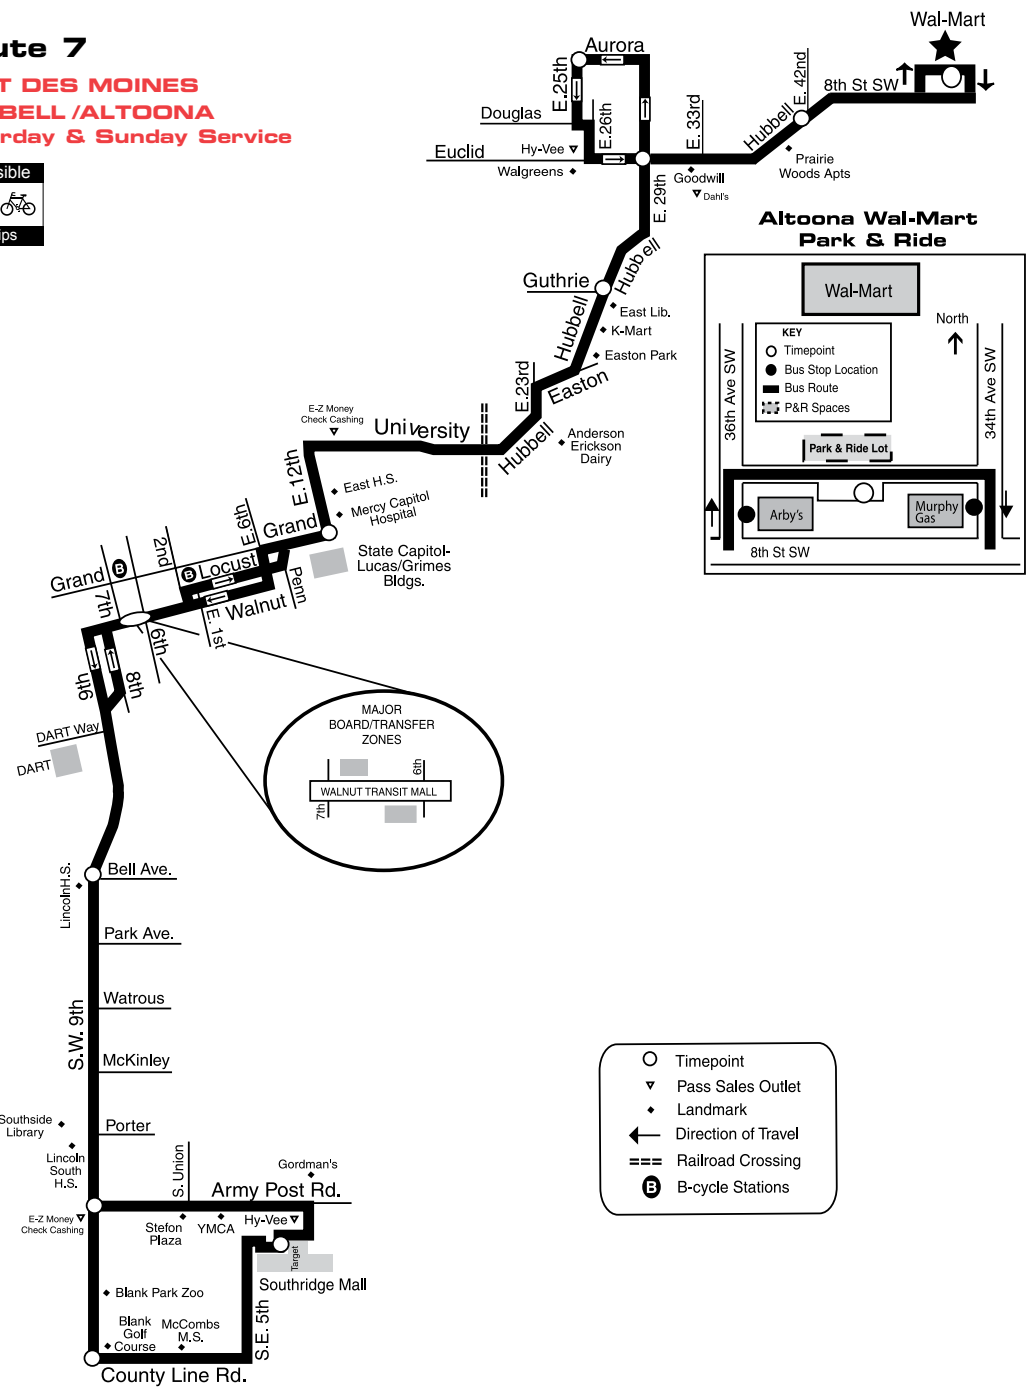 ute 7
T DES MOINES
BELL /ALTOONA
rday & Sunday Service
sible
ips
Wal-Mart
Aurora
E.25th
E. 42nd
8th St SW
Douglas
E.26th
E. 33rd
Hubbell
Euclid
Hy-Vee
Walgreens
Goodwill
Dahl's
Prairie
Woods Apts
E. 29th
Altoona Wal-Mart
Park & Ride
Wal-Mart
North
KEY
Timepoint
Bus Stop Location
Bus Route
P&R Spaces
36th Ave SW
34th Ave SW
Park & Ride Lot
Arby's
Murphy
Gas
8th St SW
Hubbell
Guthrie
Hubbell
East Lib.
K-Mart
Easton Park
E.23rd
Easton
E-Z Money
Check Cashing
University
Hubbell
Anderson
Erickson
Dairy
E.12th
East H.S.
Mercy Capitol
Hospital
E.6th
Grand
State Capitol-
Lucas/Grimes
Bldgs.
2nd
B
B
Locust
Grand
Penn
7th
Walnut
E. 1st
6th
9th
8th
DART Way
DART
MAJOR
BOARD/TRANSFER
ZONES
6th
WALNUT TRANSIT MALL
7th
Bell Ave.
LincolnH.S.
Park Ave.
Watrous
S.W. 9th
McKinley
Southside
Library
Porter
Lincoln
South
H.S.
S. Union
Gordman's
Army Post Rd.
E-Z Money
Check Cashing
Stefon
Plaza
YMCA
Hy-Vee
Target
Southridge Mall
Blank Park Zoo
Blank
Golf
Course
McCombs
M.S.
S.E. 5th
County Line Rd.
Timepoint
Pass Sales Outlet
Landmark
Direction of Travel
Railroad Crossing
B B-cycle Stations